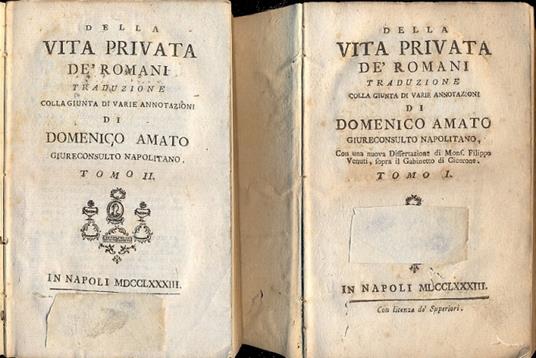 DELLA
VITA PRIVATA
DE' ROMANI
TRADUZIONE
COLLA GIUNTA DI VARIE ANNOTAZIONI
DI
DOMENICO AMATO
GIURECONSULTO NAPOLITANO.
TOMO II.
IN NAPOLI MDCCLXXXIII.
DELLA
VITA PRIVATA
DE' ROMANI
TRADUZIONE
COLLA GIUNTA DI VARIE ANNOTAZIONI
DI
DOMENICO AMATO
GIURECONSULTO NAPOLITANO,
Con una nuova Dissertazione di Mons. Filippo
Venuti, sopra il Gabinetto di Cicerone.
TOMO I.
IN NAPOLI MDCCLXXXIII.
Con licenza de' Superiori.